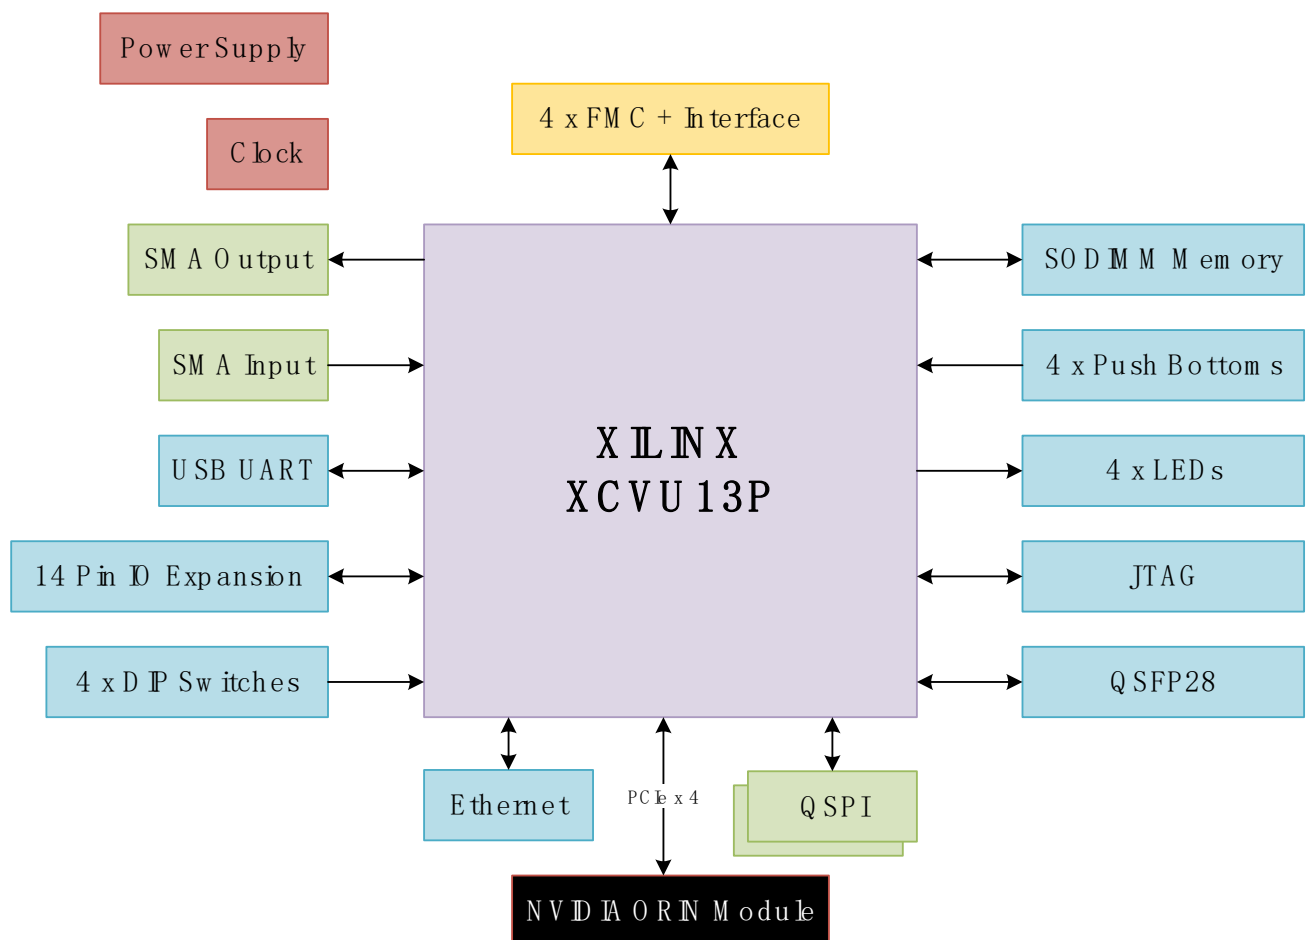 Power Supply
4 x FMC + Interface
Clock
SMA Output
SODIMM Memory
SMA Input
4 x Push Bottoms
XILINX
XCVU13P
USB UART
4 x LEDs
14 Pin IO Expansion
JTAG
4 x DIP Switches
QSFP28
Ethernet
PCIe x 4
QSPI
NVIDIA ORIN Module